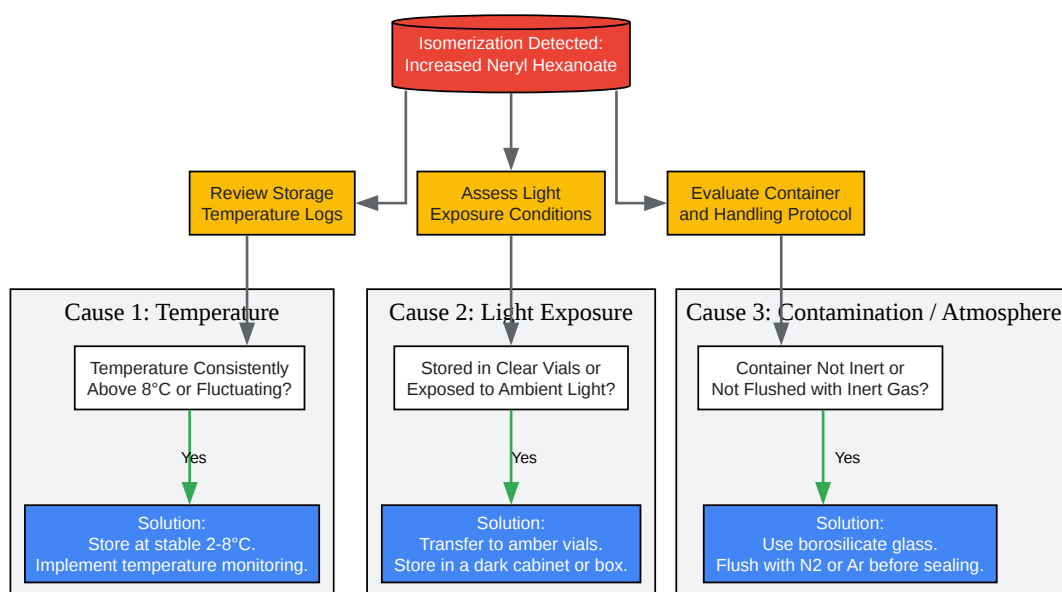 Isomerization Detected:
Increased Neryl Hexanoate
Review Storage
Temperature Logs
Assess Light
Exposure Conditions
Evaluate Container
and Handling Protocol
Cause 1: Temperature
Temperature Consistently
Above 8°C or Fluctuating?
Yes
Solution:
Store at stable 2-8°C.
Implement temperature monitoring.
Cause 2: Light Exposure
Stored in Clear Vials or
Exposed to Ambient Light?
Yes
Solution:
Transfer to amber vials.
Store in a dark cabinet or box.
Cause 3: Contamination / Atmosphere
Container Not Inert or
Not Flushed with Inert Gas?
Yes
Solution:
Use borosilicate glass.
Flush with N2 or Ar before sealing.